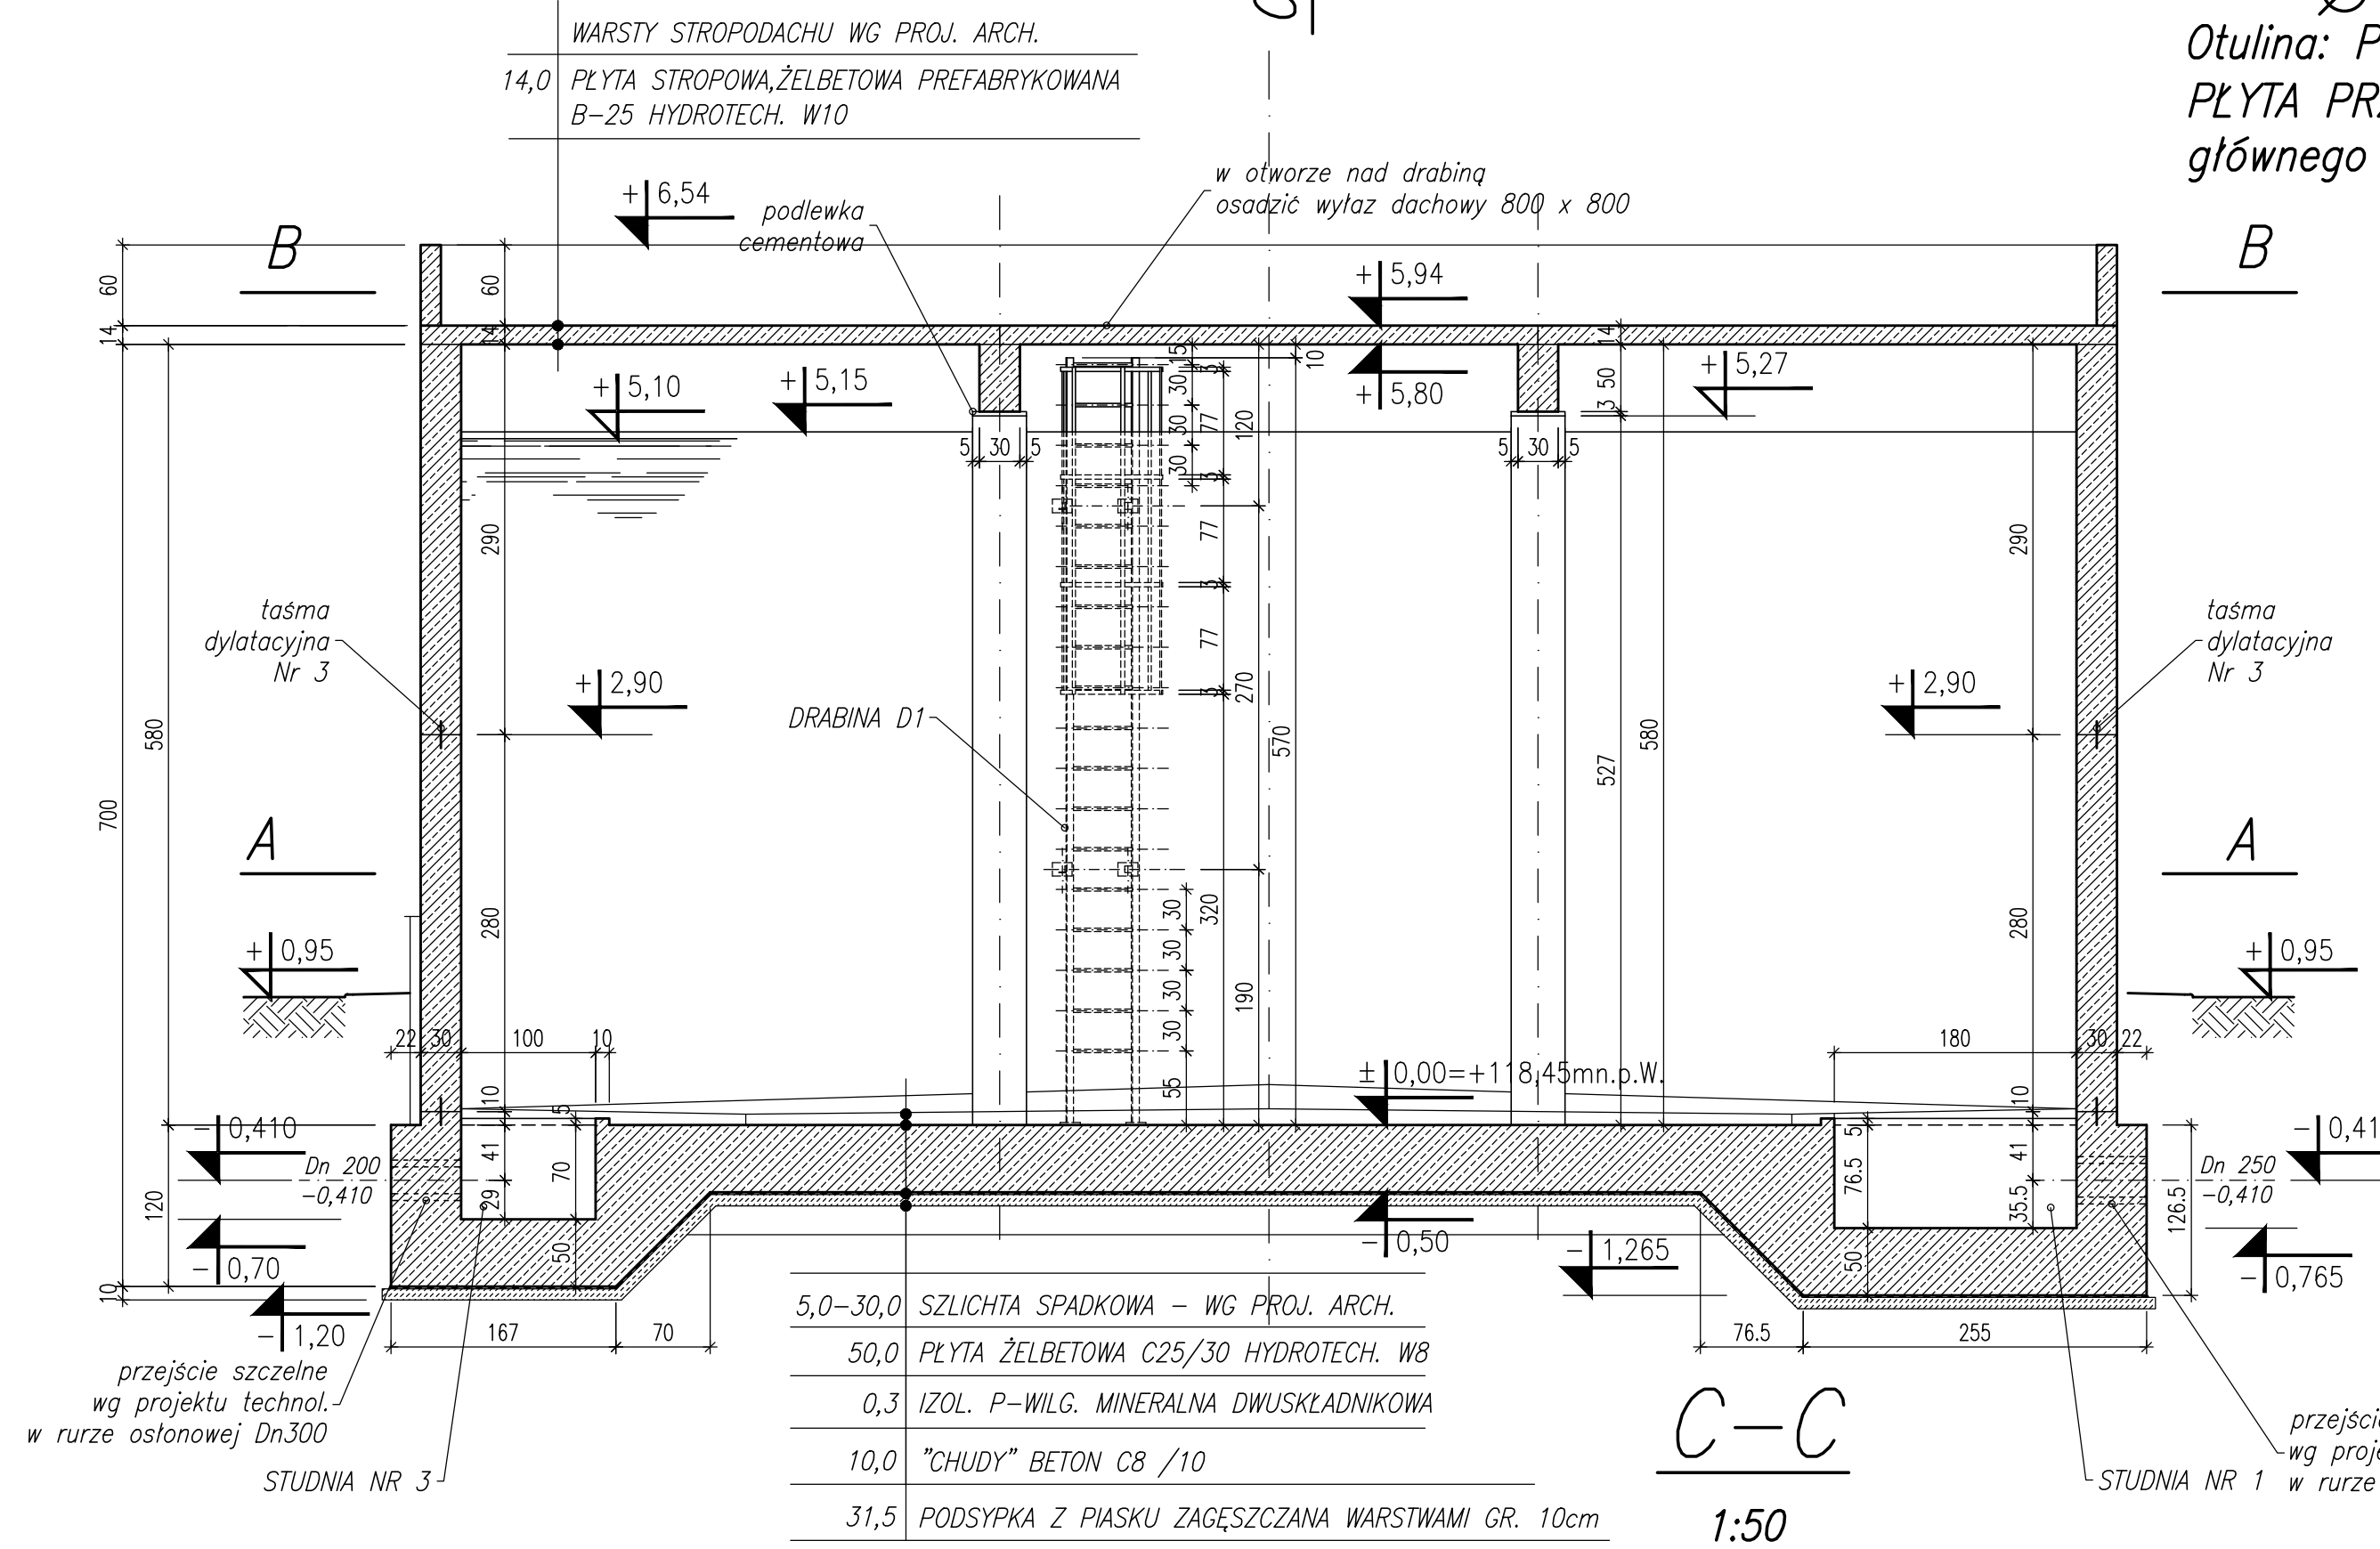 WARSTY STROPODACHU WG PROJ. ARCH.
14,0 PŁYTA STROPOWA,ŻELBETOWA PREFABRYKOWANA
B-25 HYDROTECH. W10
Otulina:
PŁYTA
głównego
w otworze nad drabiną
osadzić wyłaz dachowy 800 x 800
+ 6,54
podlewka
cementowa
B
B
+ 5,94
60
60
14
14
14
15
10
+ 5,80
+ 5,10
+ 5,15
+ 5,27
3 50
3
30
77
120
30
30
3
5 30 5
5 30 5
290
77
290
3
taśma
dylatacyjna
Nr 3
taśma
dylatacyjna
Nr 3
77
+ 2,90
+ 2,90
3
270
DRABINA D1
580
570
580
527
700
A
A
320
280
30
280
+ 0,95
30
+ 0,95
30
190
30
22 30 100 10
180 30 22
10
55
± 0,00=+118,45mn.p.W.
10
5
5
- 0,410
- 0,41
41
70
76.5
41
Dn 200
-0,410
Dn 250
-0,410
29
35.5
120
126.5
50
50
- 0,70
- 0,50
- 1,265
- 0,765
10
- 1,20
167 70
76.5 255
5,0-30,0 SZLICHTA SPADKOWA - WG PROJ. ARCH.
50,0 PŁYTA ŻELBETOWA C25/30 HYDROTECH. W8
0,3 IZOL. P-WILG. MINERALNA DWUSKŁADNIKOWA
10,0 "CHUDY" BETON C8 /10
31,5 PODSYPKA Z PIASKU ZAGĘSZCZANA WARSTWAMI GR. 10cm
przejście szczelne
wg projektu technol.
w rurze osłonowej Dn300
STUDNIA NR 3
C-C
1:50
STUDNIA NR 1
wg
w rurze